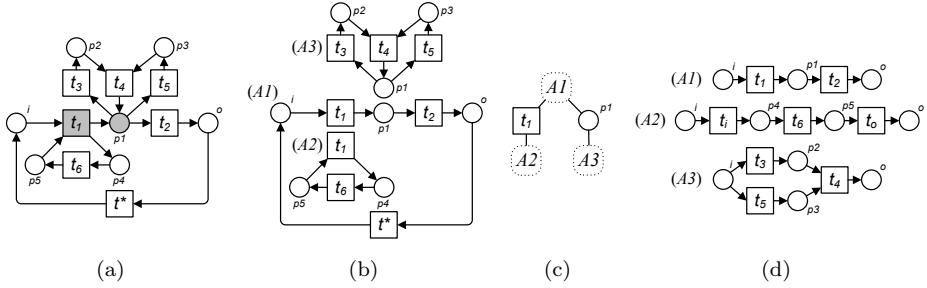 p2 p3
t3 t4 t5
i t1 p1 t2 o
p5 t6 p4
t*
(a)
p2 p3
(A3) t3 t4 t5
p1
(A1) i t1 p1 t2 o
(A2) t1
p5 t6 p4
t*
(b)
A1
t1 p1
A2 A3
(c)
(A1) i t1 p1 t2 o
(A2) i ti p4 t6 p5 to o
(A3) i t3 p2 t4 o
t5 p3
(d)